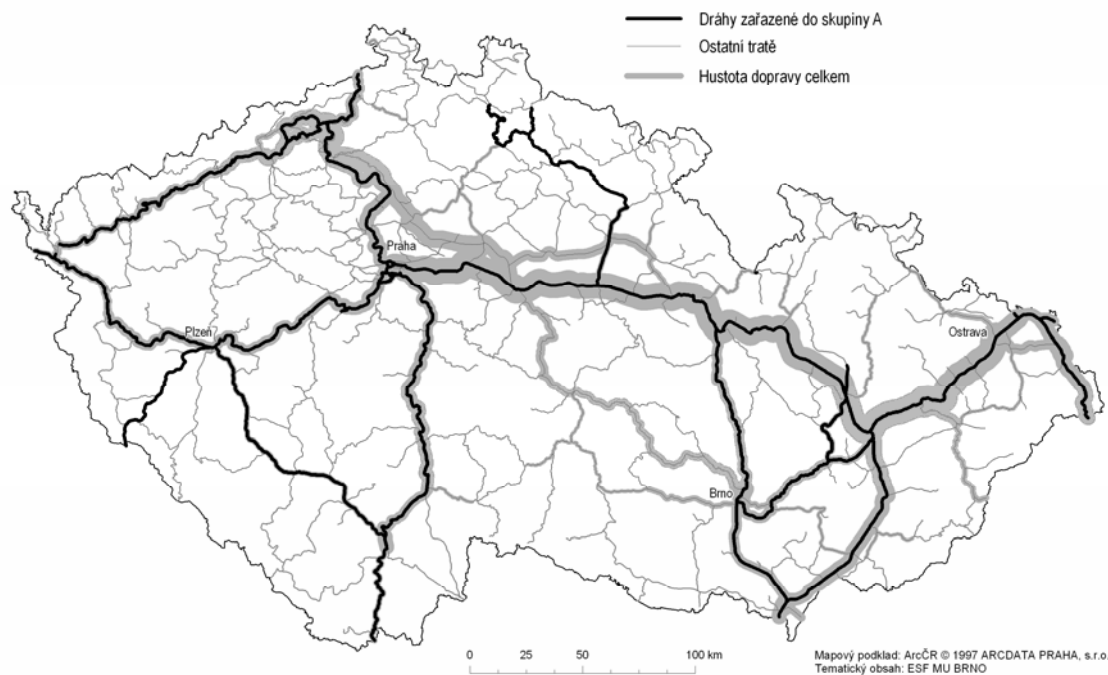 Dráhy zařazené do skupiny A
Ostatní tratě
Hustota dopravy celkem
Praha
Plzeň
Ostrava
Brno
0 25 50 100 km
Mapový podklad: ArcČR © 1997 ARCDATA PRAHA, s.r.o.
Tematický obsah: ESF MU BRNO